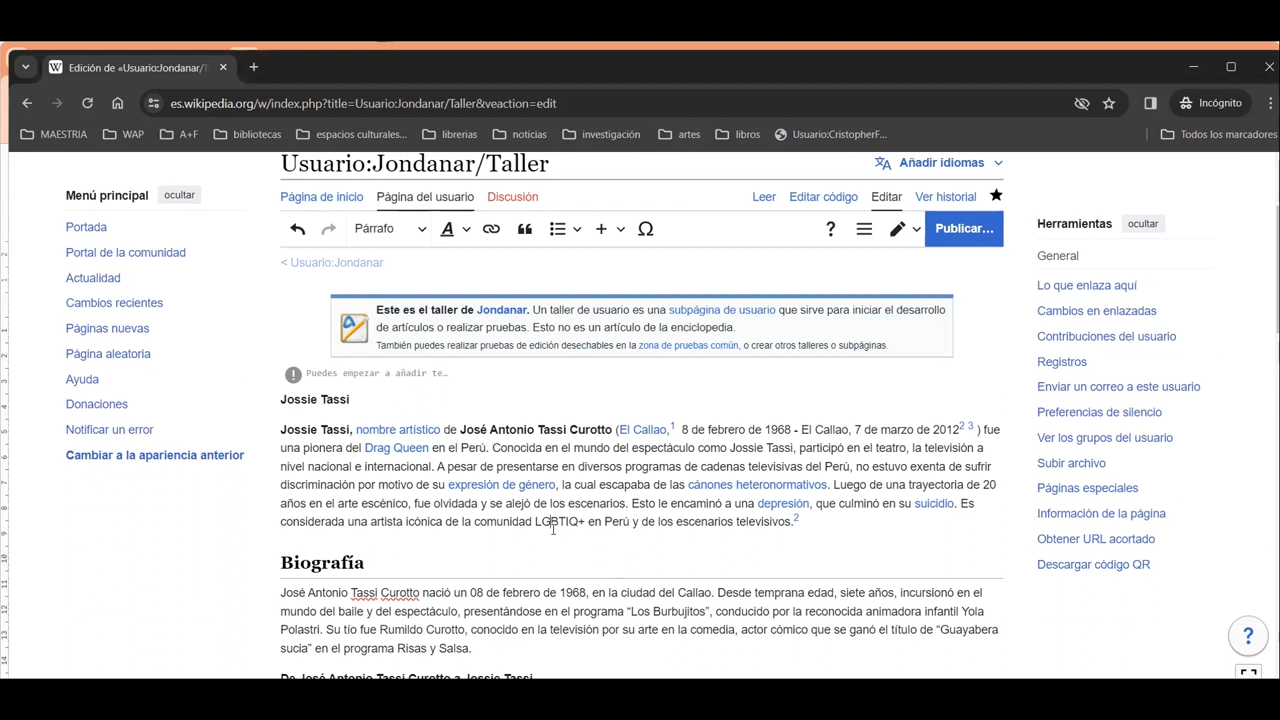 Edición de «Usuario:Jondanar/T
es.wikipedia.org/w/index.php?title=Usuario:Jondanar/Taller&veaction=edit
Incógnito
MAESTRIA WAP A+F bibliotecas espacios culturales... librerias noticias investigación artes libros Usuario:CristopherF... Todos los marcadores
Usuario:Jondanar/Taller
Añadir idiomas
Menú principal ocultar
Página de inicio Página del usuario Discusión Leer Editar código Editar Ver historial
Herramientas ocultar
Párrafo A Ω ? Publicar...
Portada
General
Portal de la comunidad
< Usuario:Jondanar
Actualidad
Lo que enlaza aquí
Cambios recientes
Cambios en enlazadas
Páginas nuevas
Contribuciones del usuario
Página aleatoria
Registros
Ayuda
Enviar un correo a este usuario
Donaciones
Preferencias de silencio
Notificar un error
Ver los grupos del usuario
Cambiar a la apariencia anterior
Subir archivo
Páginas especiales
Información de la página
Obtener URL acortado
Descargar código QR
Este es el taller de Jondanar. Un taller de usuario es una subpágina de usuario que sirve para iniciar el desarrollo
de artículos o realizar pruebas. Esto no es un artículo de la enciclopedia.
También puedes realizar pruebas de edición desechables en la zona de pruebas común, o crear otros talleres o subpáginas.
Puedes empezar a añadir te…
Jossie Tassi
Jossie Tassi, nombre artístico de José Antonio Tassi Curotto (El Callao,1 8 de febrero de 1968 - El Callao, 7 de marzo de 20122 3 ) fue
una pionera del Drag Queen en el Perú. Conocida en el mundo del espectáculo como Jossie Tassi, participó en el teatro, la televisión a
nivel nacional e internacional. A pesar de presentarse en diversos programas de cadenas televisivas del Perú, no estuvo exenta de sufrir
discriminación por motivo de su expresión de género, la cual escapaba de las cánones heteronormativos. Luego de una trayectoria de 20
años en el arte escénico, fue olvidada y se alejó de los escenarios. Esto le encaminó a una depresión, que culminó en su suicidio. Es
considerada una artista icónica de la comunidad LGBTIQ+ en Perú y de los escenarios televisivos.2
Biografía
José Antonio Tassi Curotto nació un 08 de febrero de 1968, en la ciudad del Callao. Desde temprana edad, siete años, incursionó en el
mundo del baile y del espectáculo, presentándose en el programa “Los Burbujitos”, conducido por la reconocida animadora infantil Yola
Polastri. Su tío fue Rumildo Curotto, conocido en la televisión por su arte en la comedia, actor cómico que se ganó el título de “Guayabera
sucia” en el programa Risas y Salsa.
De José Antonio Tassi Curotto a Jossie Tassi